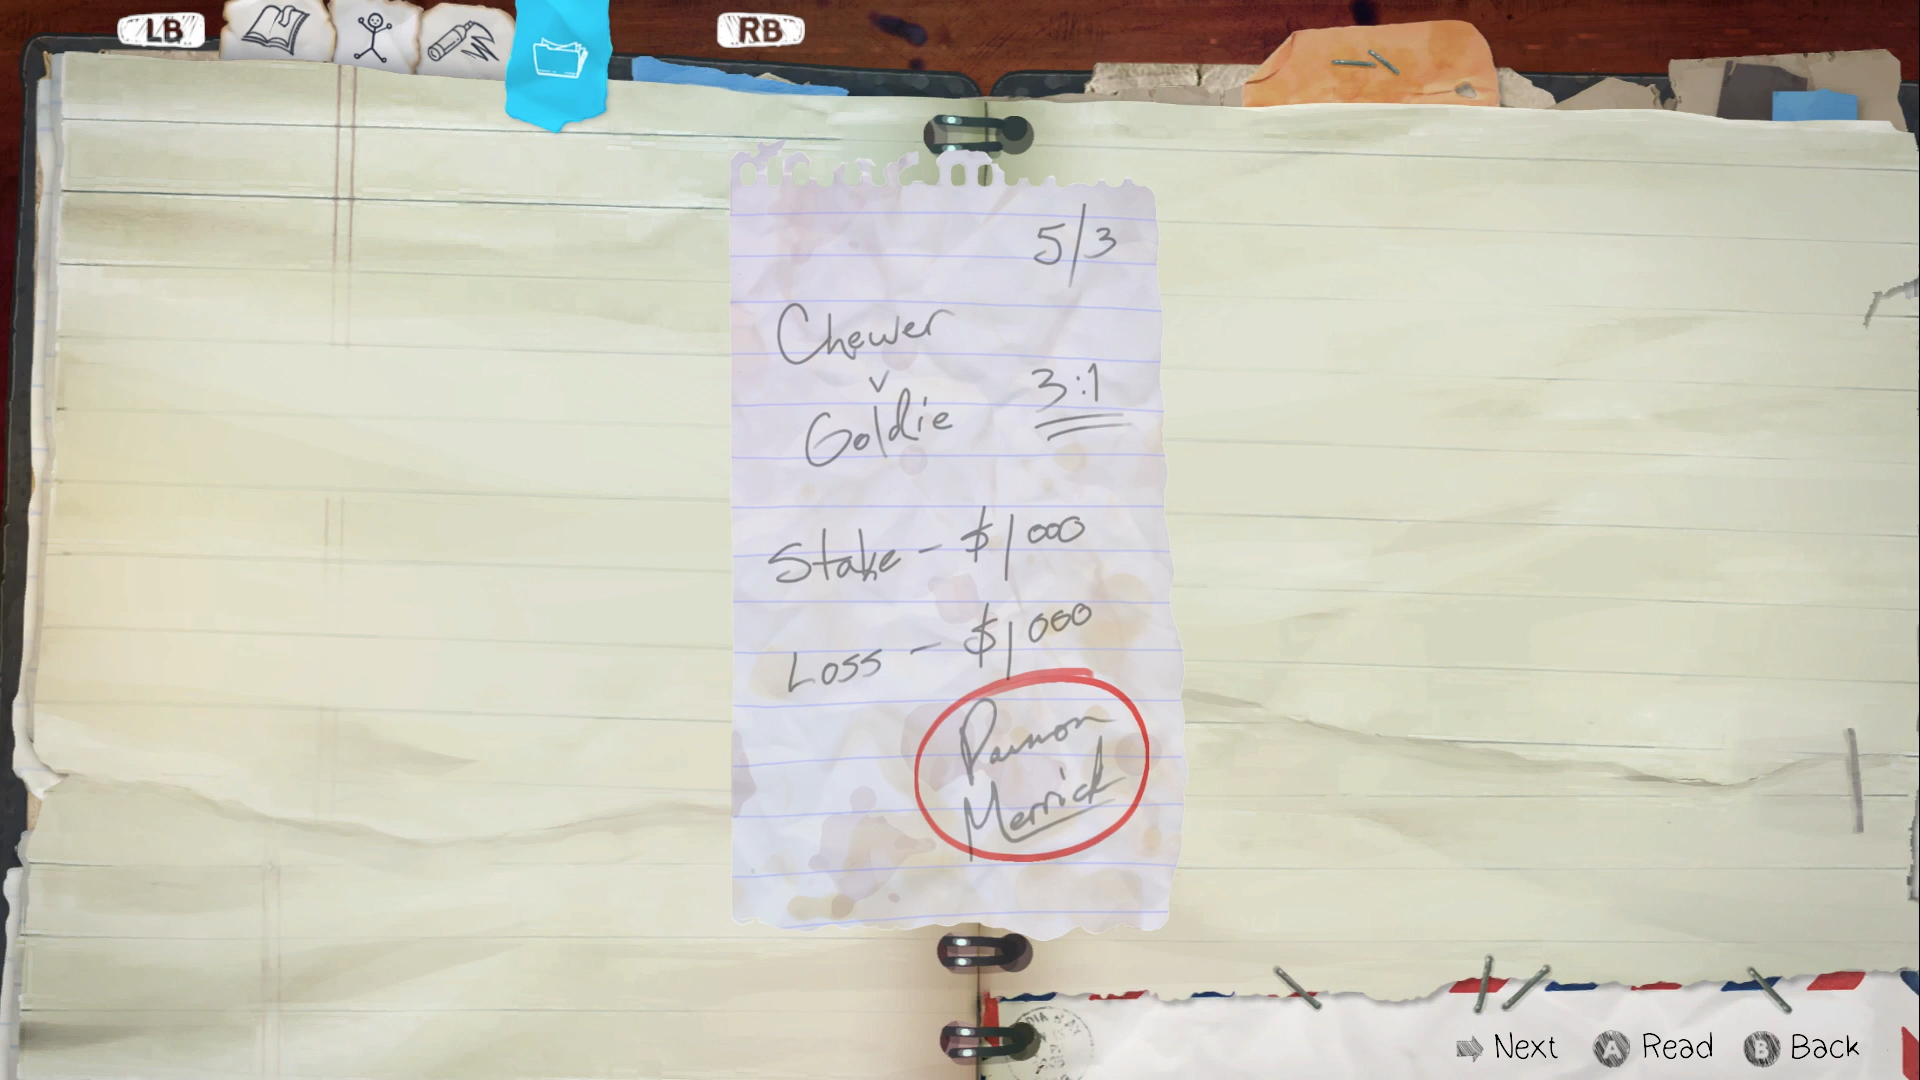 LB
RB
5/3
Chewer
v
Goldie 3:1
Stake - $1000
Loss - $1000
Damon
Merrick
Next
A Read
B Back